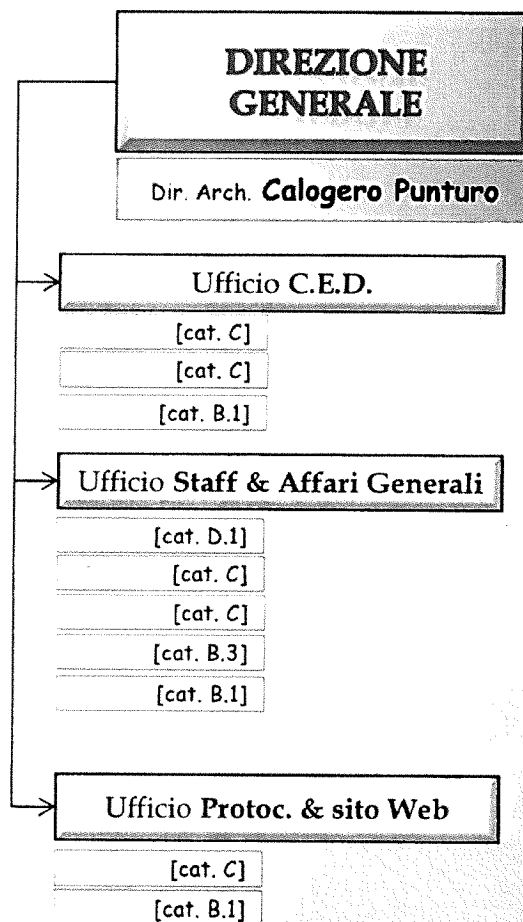 DIREZIONE
GENERALE
Dir. Arch. Calogero Punturo
Ufficio C.E.D.
[cat. C]
[cat. C]
[cat. B.1]
Ufficio Staff & Affari Generali
[cat. D.1]
[cat. C]
[cat. C]
[cat. B.3]
[cat. B.1]
Ufficio Protoc. & sito Web
[cat. C]
[cat. B.1]